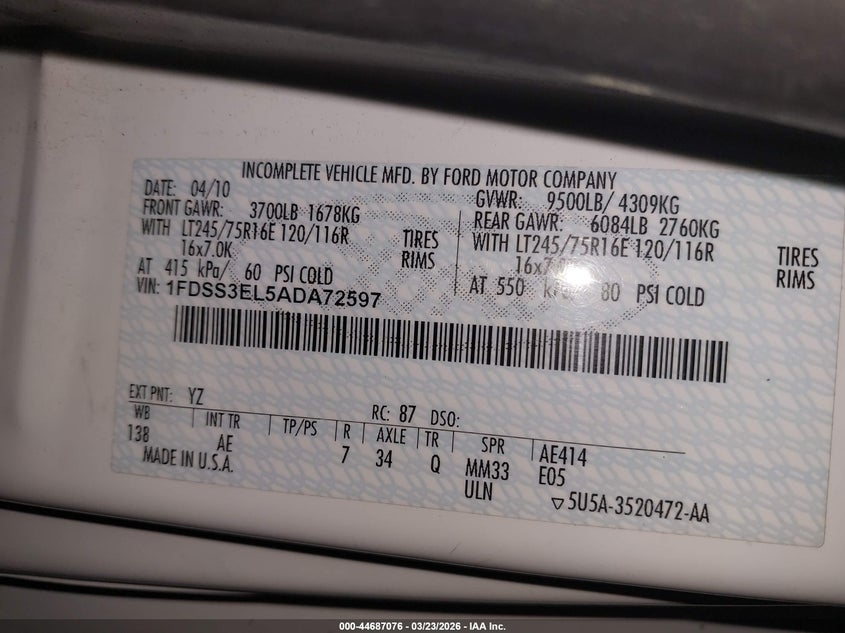 INCOMPLETE VEHICLE MFD. BY FORD MOTOR COMPANY
DATE: 04/10 GVWR: 9500LB/ 4309KG
FRONT GAWR: 3700LB 1678KG REAR GAWR: 6084LB 2760KG
WITH LT245/75R16E 120/116R TIRES WITH LT245/75R16E 120/116R TIRES
16x7.0K RIMS 16x7. RIMS
AT 415 kPa/ 60 PSI COLD AT 550 80 PSI COLD
VIN: 1FDSS3EL5ADA72597
EXT PNT: YZ RC: 87 DSO:
WB INT TR TP/PS R AXLE TR SPR AE414
138 AE 7 34 Q MM33 E05
MADE IN U.S.A. ULN
▽5U5A-3520472-AA
000-44687076 - 03/23/2026 - IAA Inc.